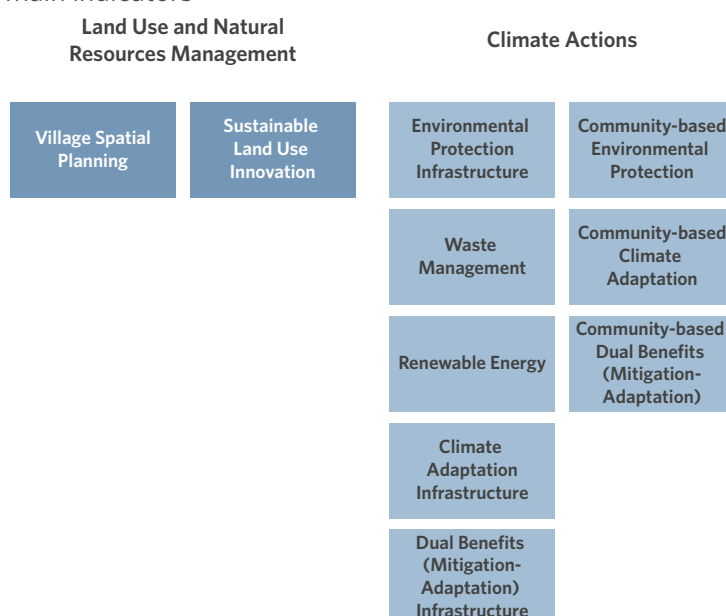 main indicators
Land Use and Natural
Resources Management
Climate Actions
Village Spatial
Planning
Sustainable
Land Use
Innovation
Environmental
Protection
Infrastructure
Community-based
Environmental
Protection
Waste
Management
Community-based
Climate
Adaptation
Renewable Energy
Community-based
Dual Benefits
(Mitigation-
Adaptation)
Climate
Adaptation
Infrastructure
Dual Benefits
(Mitigation-
Adaptation)
Infrastructure